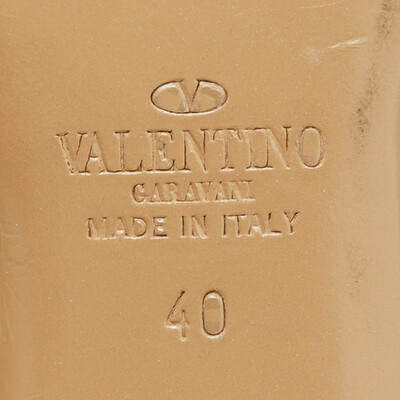 V
VALENTINO
GARAVANI
MADE IN ITALY
40